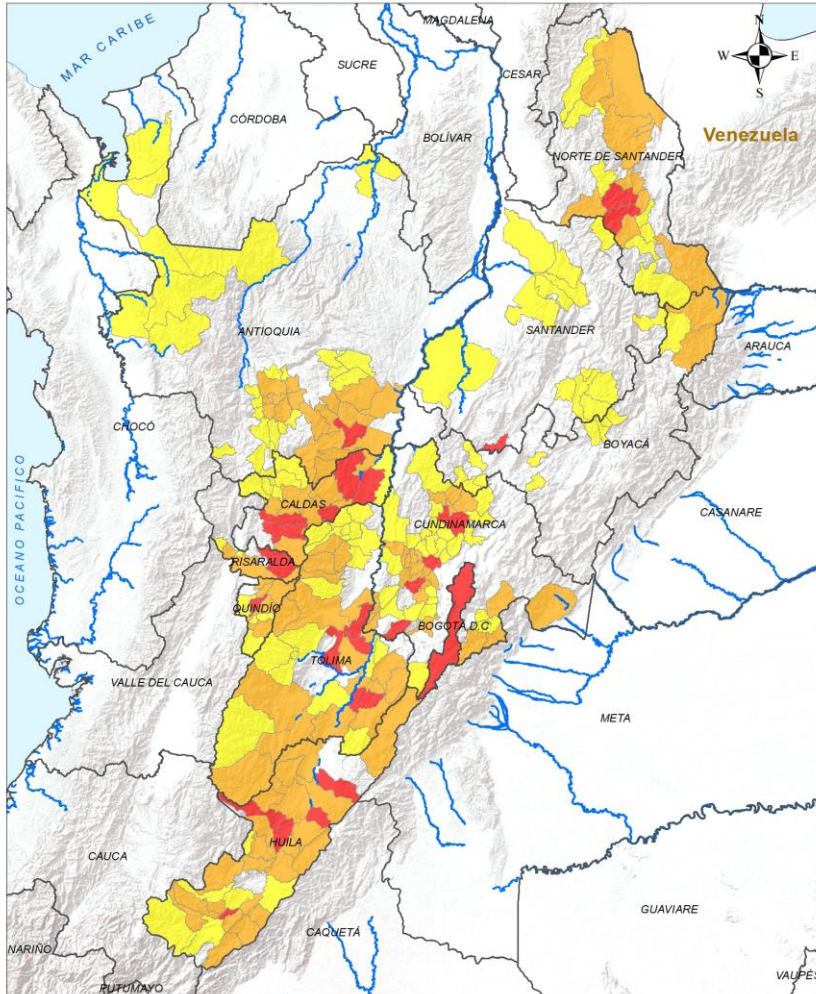 MAR CARIBE
MAGDALENA
N
W
E
S
SUCRE
CESAR
CÓRDOBA
BOLÍVAR
Venezuela
NORTE DE SANTANDER
ANTIOQUIA
SANTANDER
ARAUCA
CHOCÓ
BOYACÁ
OCEANO PACIFICO
CALDAS
CUNDINAMARCA
CASANARE
RISARALDA
QUINDÍO
BOGOTÁ, D.C
TOLIMA
VALLE DEL CAUCA
META
HUILA
CAUCA
GUAVIARE
CAQUETÁ
NARIÑO
PUTUMAYO
VAUPÉS